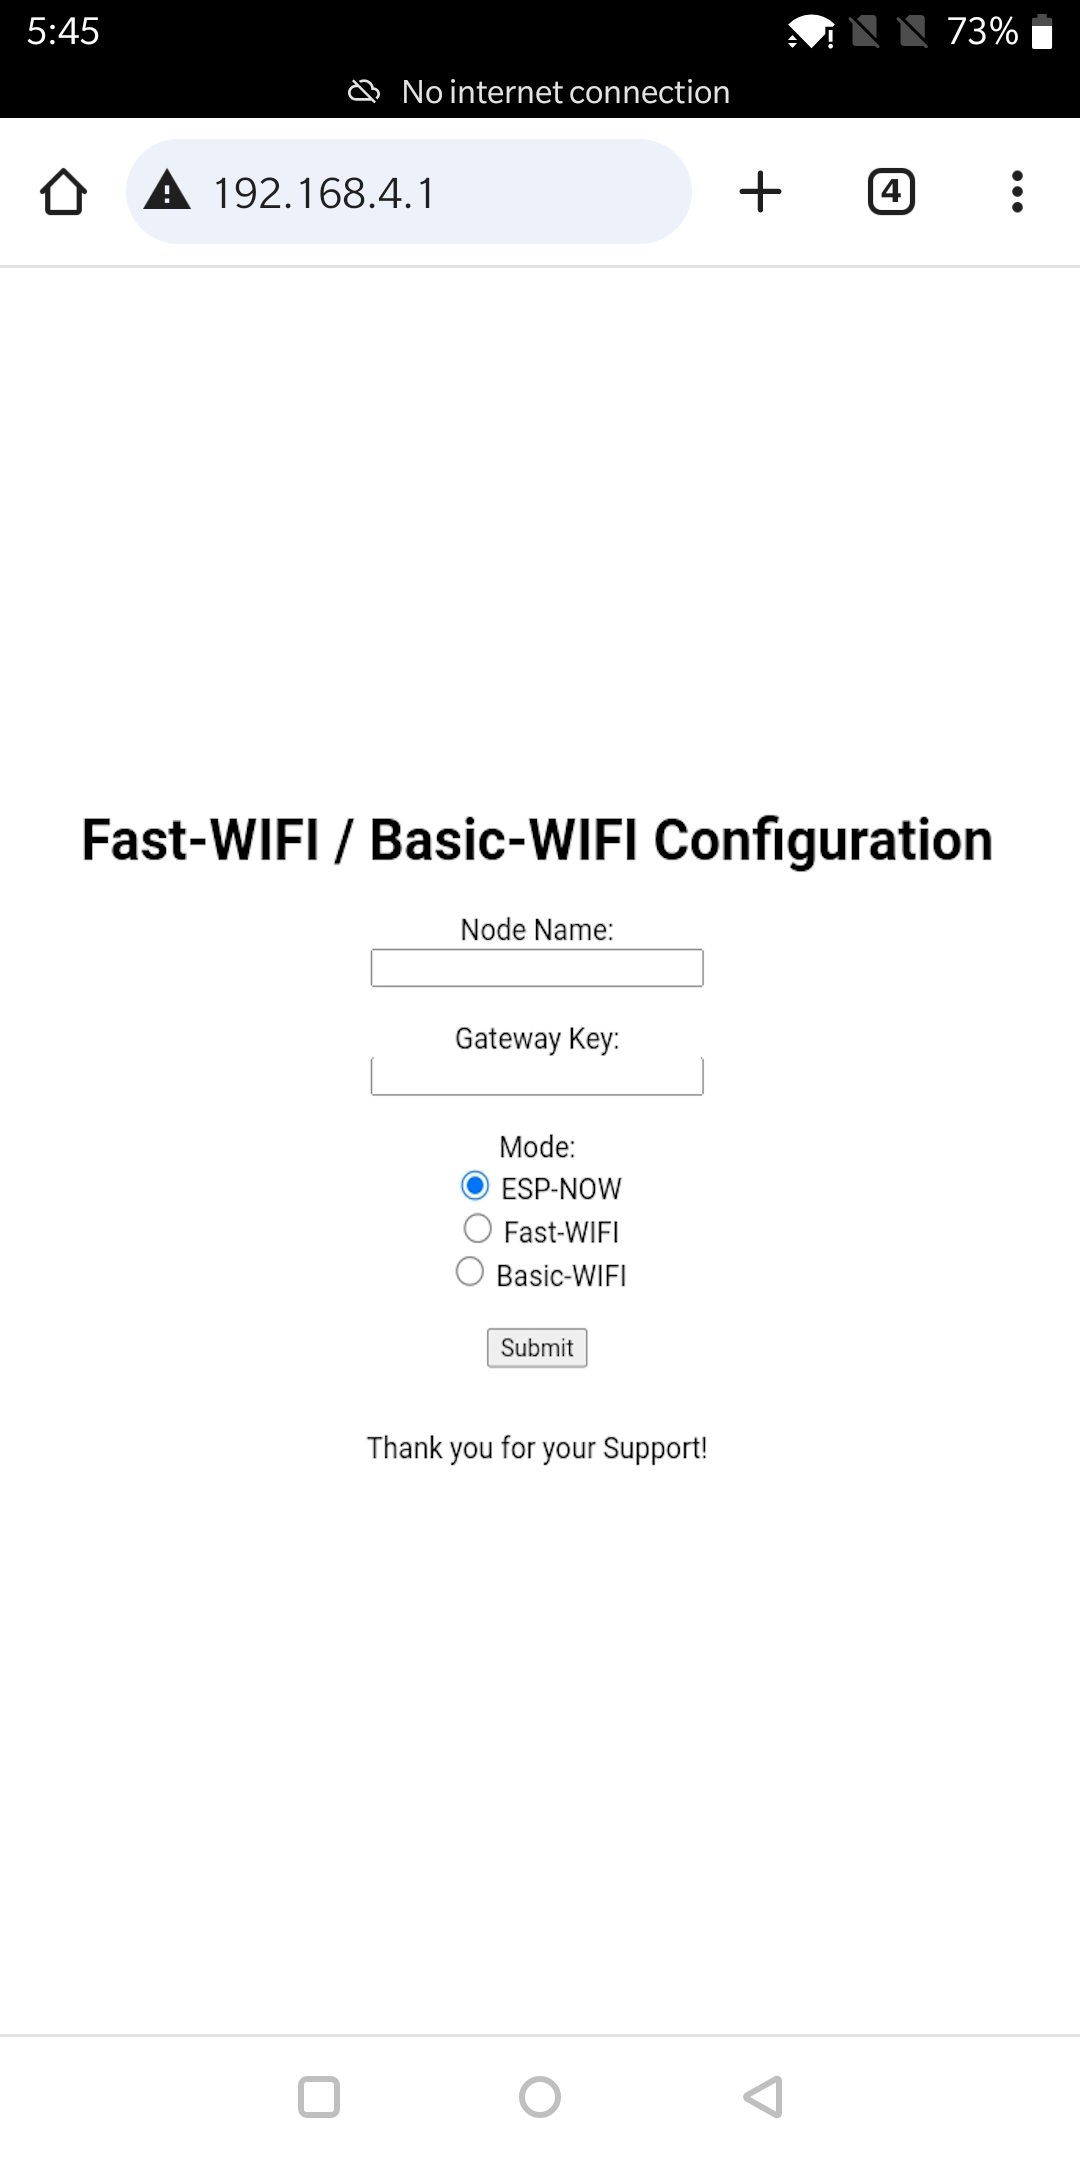 5:45
73%
No internet connection
192.168.4.1
4
Fast-WIFI / Basic-WIFI Configuration
Node Name:
Gateway Key:
Mode:
ESP-NOW
Fast-WIFI
Basic-WIFI
Submit
Thank you for your Support!